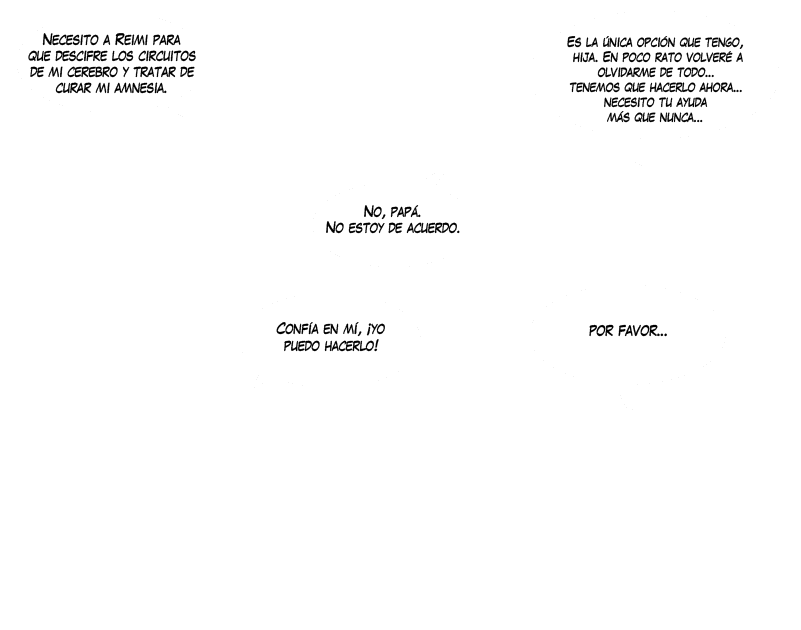 Necesito a Reimi para
que descifre los circuitos
de mi cerebro y tratar de
curar mi amnesia.
Es la única opción que tengo,
hija. En poco rato volveré a
olvidarme de todo...
tenemos que hacerlo ahora...
necesito tu ayuda
más que nunca...
No, papá.
No estoy de acuerdo.
Confía en mí, ¡yo
puedo hacerlo!
por favor...